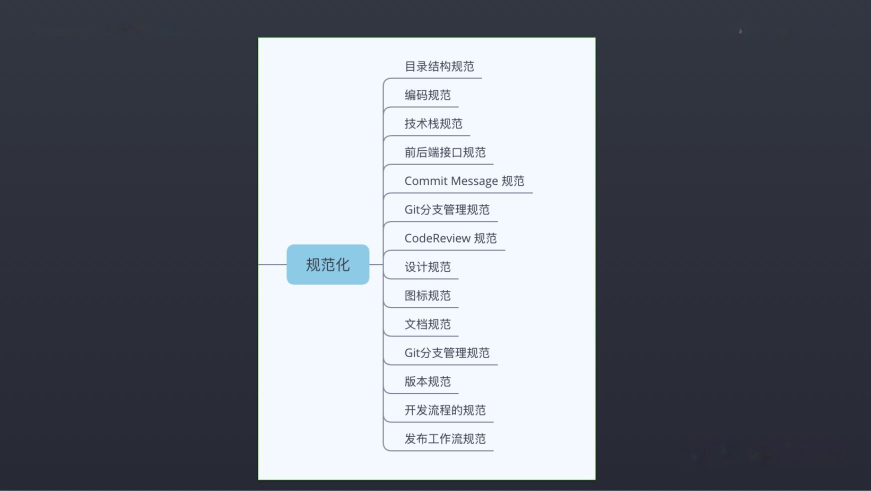 目录结构规范
编码规范
技术栈规范
前后端接口规范
Commit Message 规范
Git分支管理规范
CodeReview 规范
规范化
设计规范
图标规范
文档规范
Git分支管理规范
版本规范
开发流程的规范
发布工作流规范